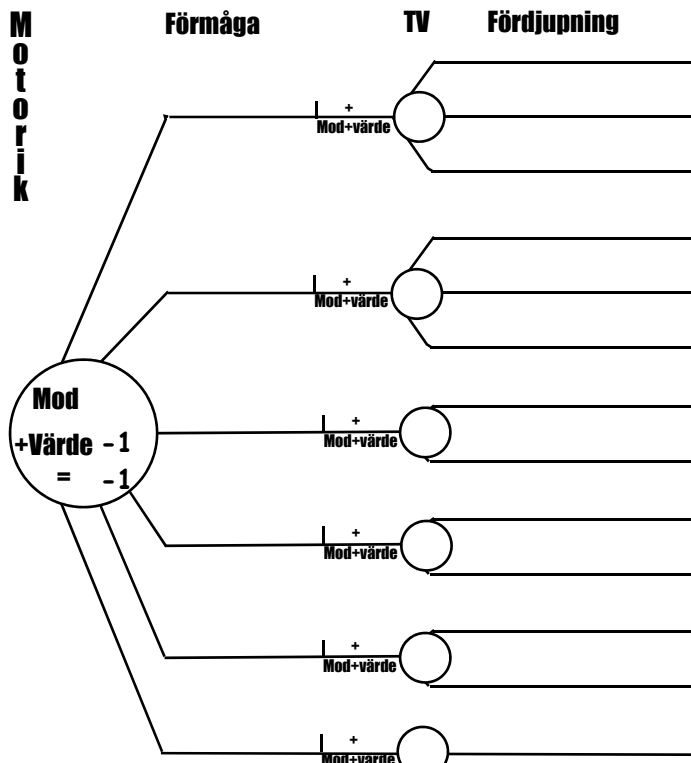 Motorik
Förmåga TV Fördjupning
+
Mod+värde
+
Mod+värde
Mod
+Värde -1
= -1
+
Mod+värde
+
Mod+värde
+
Mod+värde
+
Mod+värde